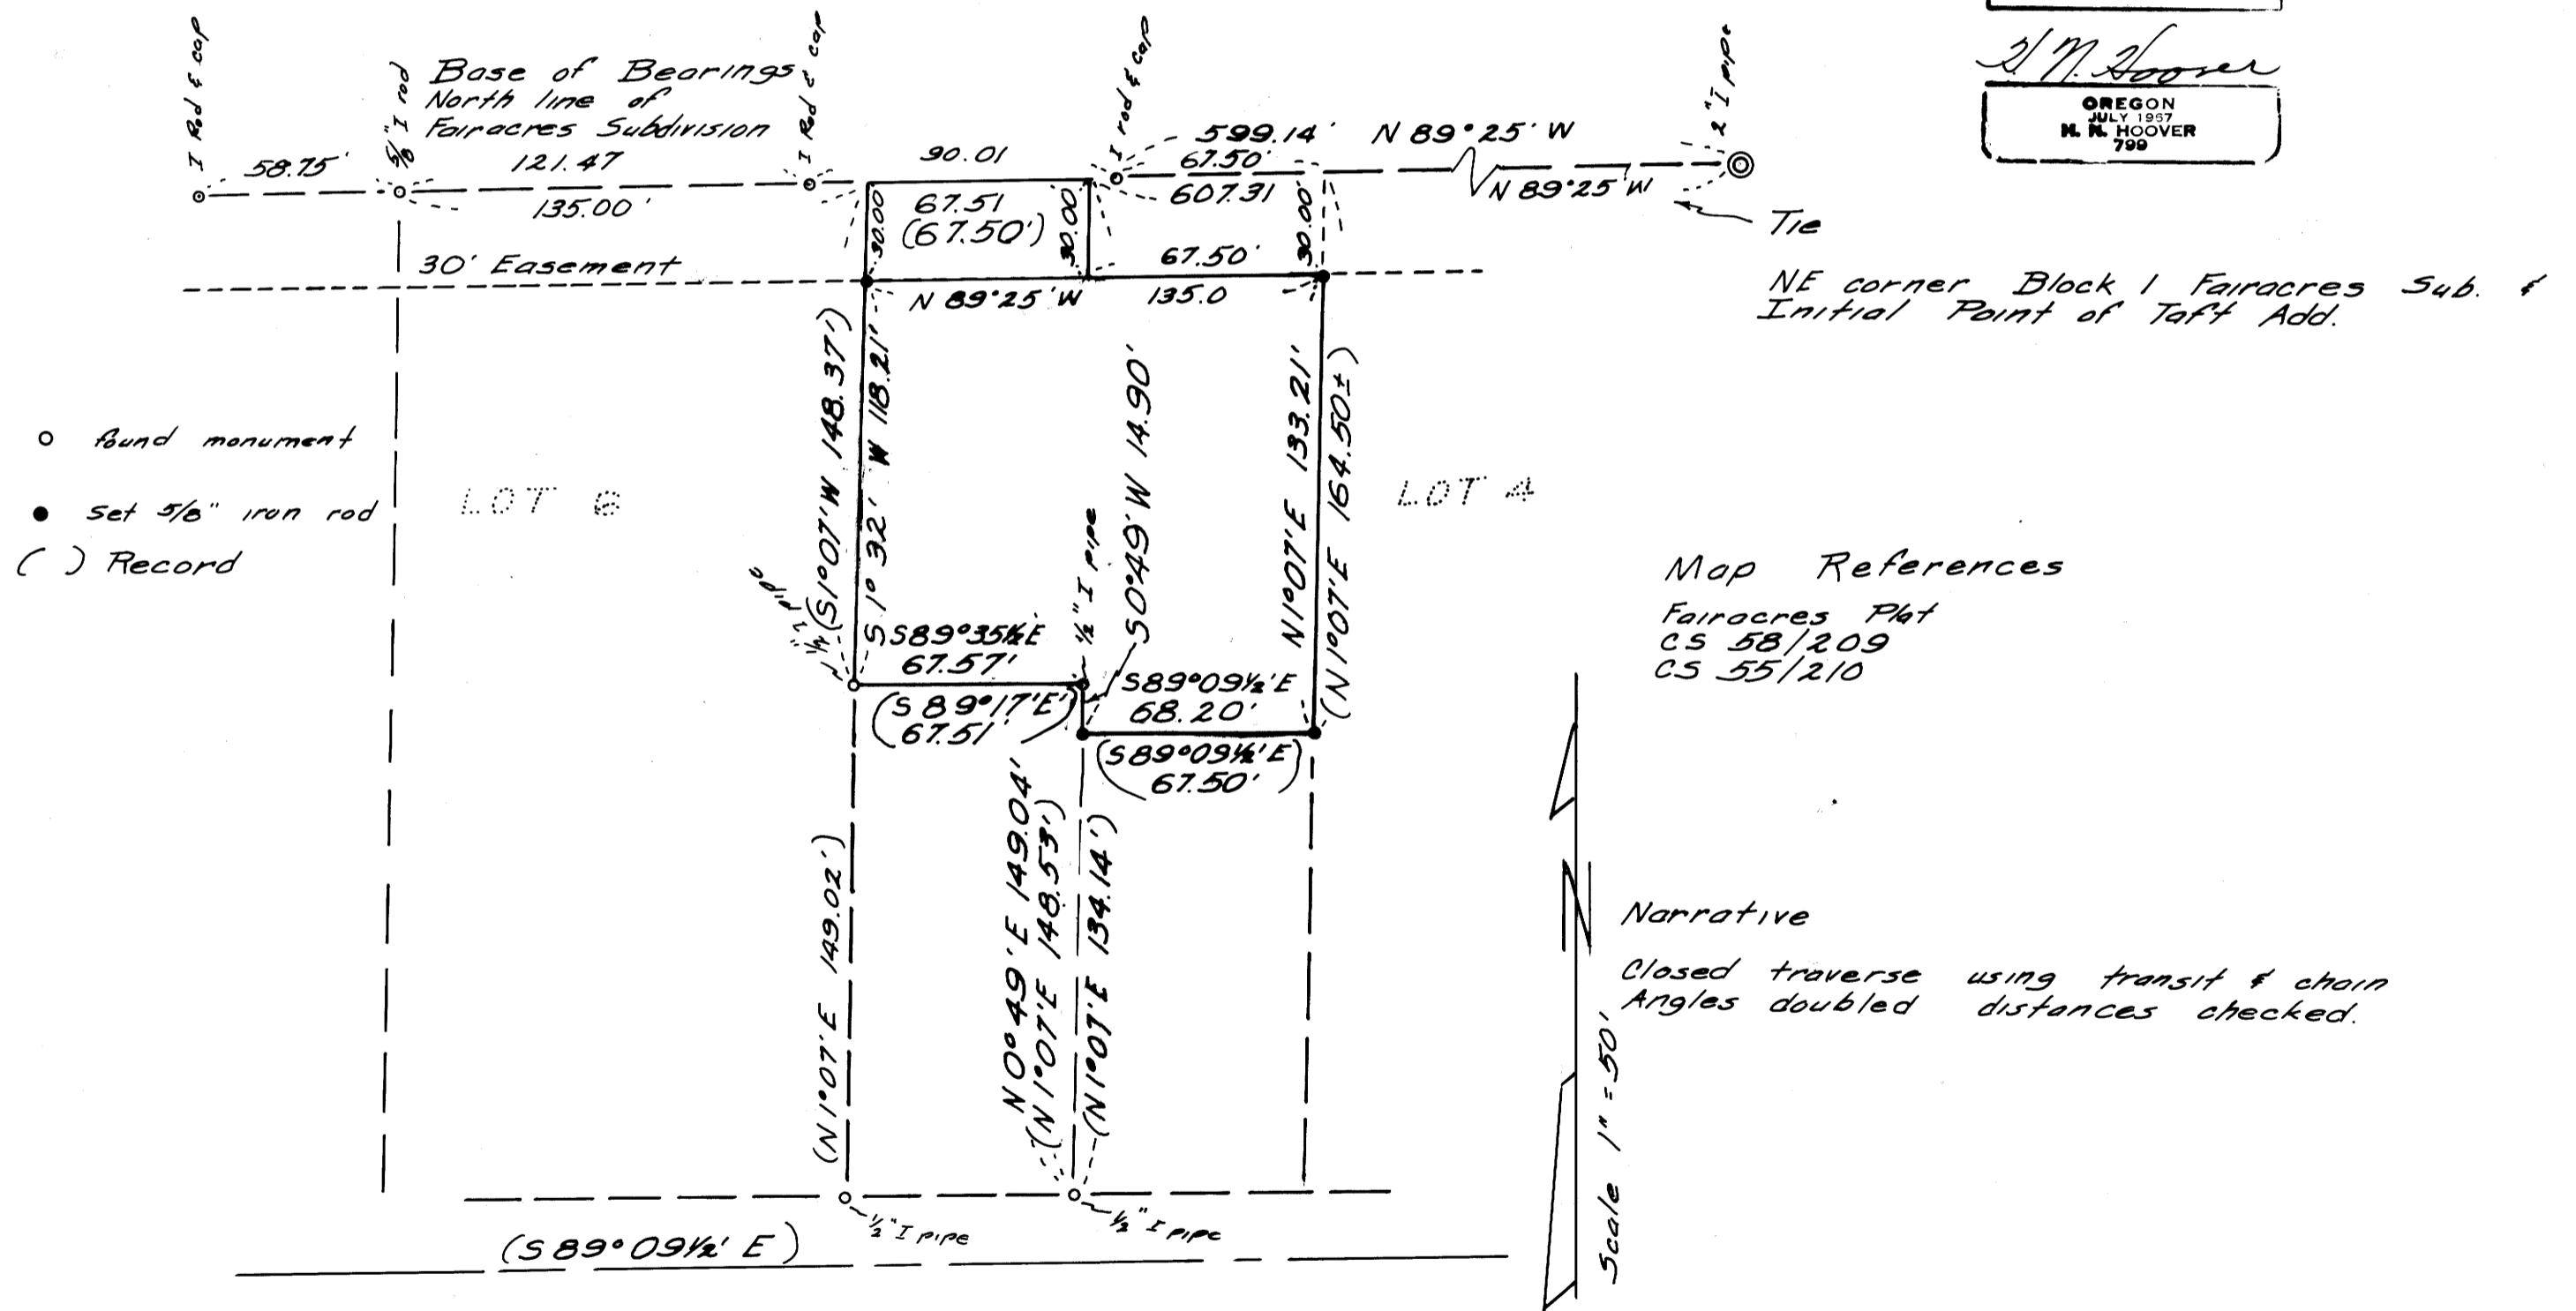 I Rod & cap
5/8" I rod
Base of Bearings
North line of
Fairacres Subdivision
I Rod & cap
I rod & cap
2" I pipe
H N. Hoover
OREGON
JULY 1957
H. N. HOOVER
799
58.75'
121.47
135.00'
90.01
67.51
(67.50')
30.00
30.00
599.14'
67.50'
607.31
30.00'
N 89°25' W
N 89°25' W
Tie
30' Easement
67.50'
N 89°25' W
135.0
NE corner Block 1 Fairacres Sub. &
Initial Point of Taft Add.
(S1°07'W 148.37')
S 1° 32' W 118.21'
S0°49'W 14.90'
N1°07'E 133.21'
(N1°07'E 164.50±)
○ found monument
● Set 5/8" iron rod
( ) Record
LOT 6
LOT 4
1/2" I pipe
S89°35½'E
67.57'
(S89°17'E)
67.51'
S89°09½'E
68.20'
(S89°09½'E)
67.50'
Map References
Fairacres Plat
CS 58/209
CS 55/210
(N1°07'E 149.02')
N0°49'E 149.04'
(N1°07'E 148.53')
(N1°07'E 134.14')
N
Narrative
Closed traverse using transit & chain
Angles doubled distances checked.
Scale 1" = 50'
1/2" I pipe
1/2" I pipe
(S89°09½' E)